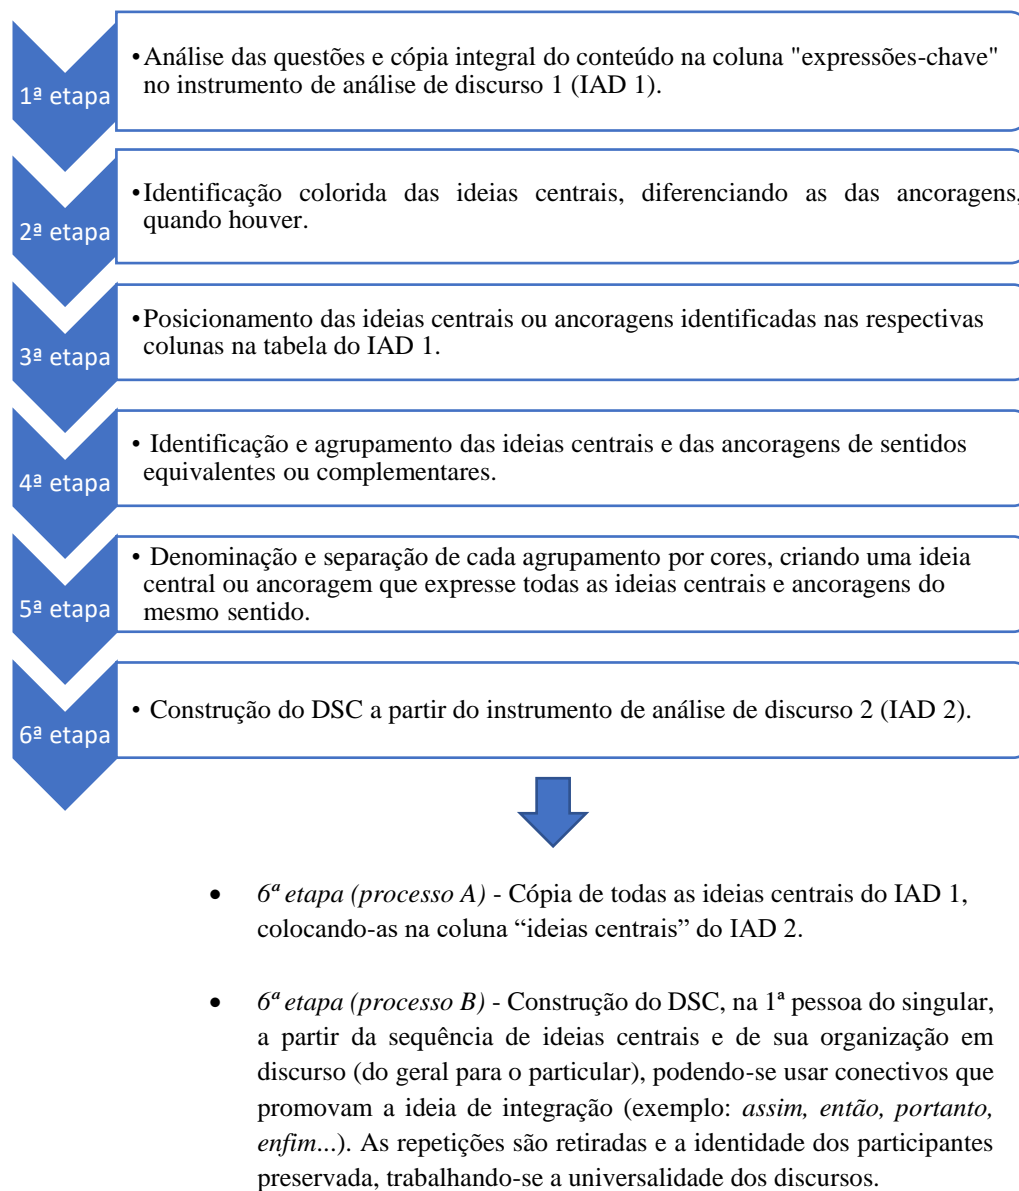 1ª etapa
•Análise das questões e cópia integral do conteúdo na coluna "expressões-chave"
no instrumento de análise de discurso 1 (IAD 1).
2ª etapa
•Identificação colorida das ideias centrais, diferenciando as das ancoragens,
quando houver.
3ª etapa
•Posicionamento das ideias centrais ou ancoragens identificadas nas respectivas
colunas na tabela do IAD 1.
4ª etapa
• Identificação e agrupamento das ideias centrais e das ancoragens de sentidos
equivalentes ou complementares.
5ª etapa
• Denominação e separação de cada agrupamento por cores, criando uma ideia
central ou ancoragem que expresse todas as ideias centrais e ancoragens do
mesmo sentido.
6ª etapa
• Construção do DSC a partir do instrumento de análise de discurso 2 (IAD 2).
• 6ª etapa (processo A) - Cópia de todas as ideias centrais do IAD 1,
colocando-as na coluna “ideias centrais” do IAD 2.
• 6ª etapa (processo B) - Construção do DSC, na 1ª pessoa do singular,
a partir da sequência de ideias centrais e de sua organização em
discurso (do geral para o particular), podendo-se usar conectivos que
promovam a ideia de integração (exemplo: assim, então, portanto,
enfim...). As repetições são retiradas e a identidade dos participantes
preservada, trabalhando-se a universalidade dos discursos.